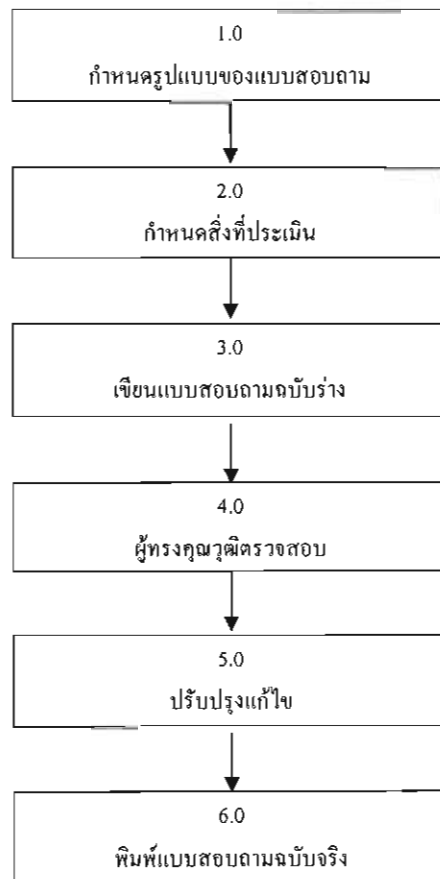 1.0
กำหนดรูปแบบของแบบสอบถาม
2.0
กำหนดสิ่งที่ประเมิน
3.0
เขียนแบบสอบถามฉบับร่าง
4.0
ผู้ทรงคุณวุฒิตรวจสอบ
5.0
ปรับปรุงแก้ไข
6.0
พิมพ์แบบสอบถามฉบับจริง